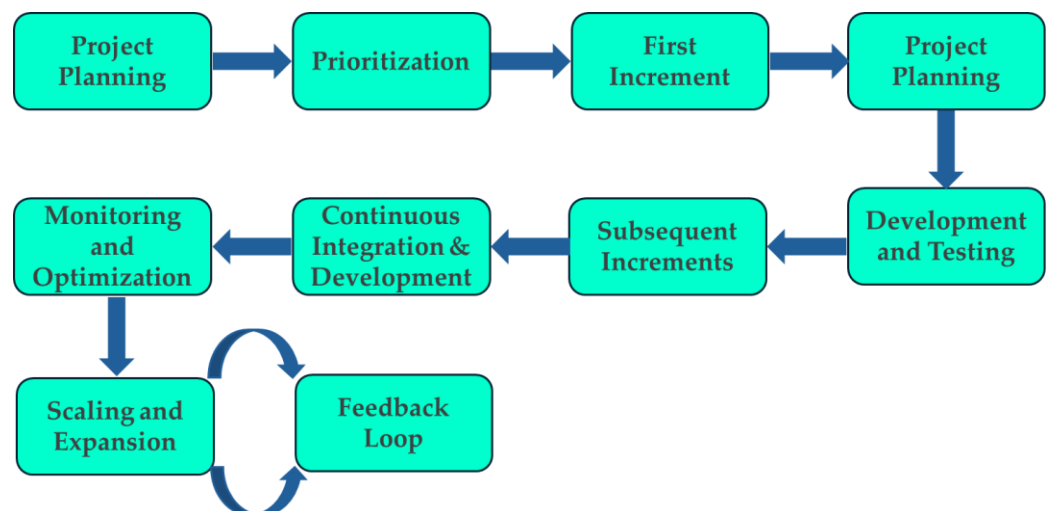 Project
Planning
Prioritization
First
Increment
Project
Planning
Development
and Testing
Subsequent
Increments
Continuous
Integration &
Development
Monitoring
and
Optimization
Scaling and
Expansion
Feedback
Loop